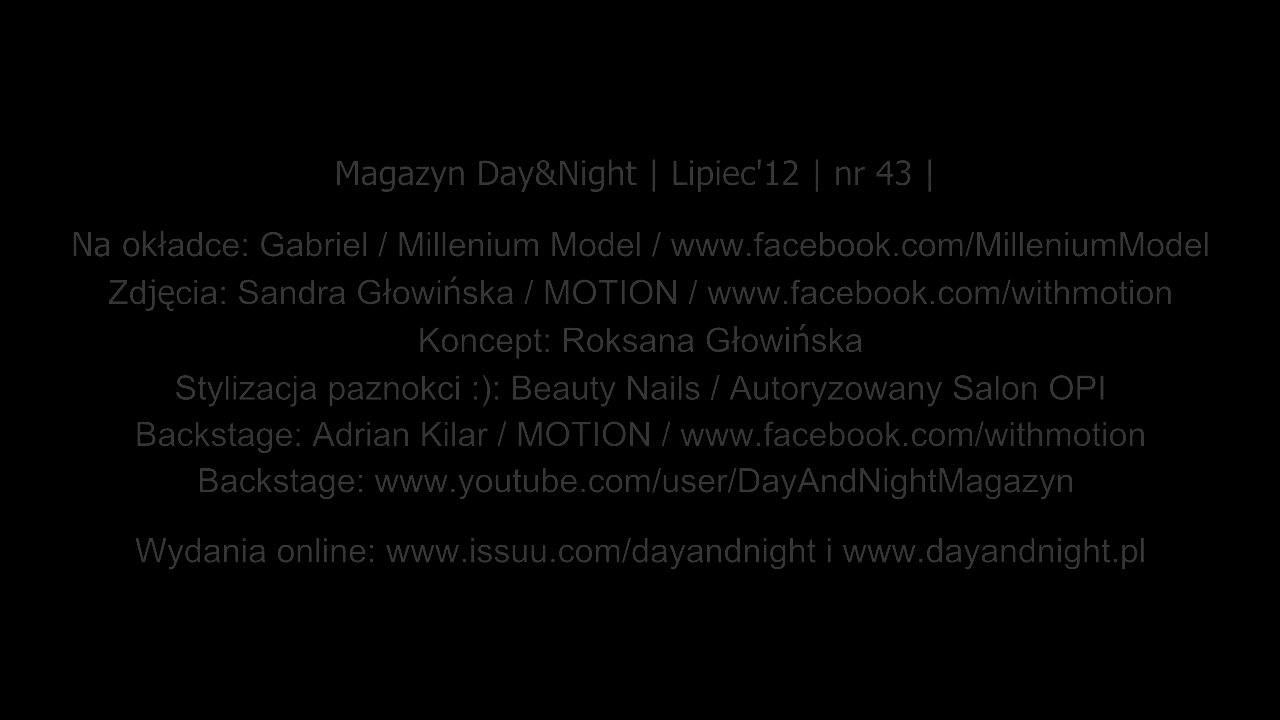 Magazyn Day&Night | Lipiec'12 | nr 43 |
Na okładce: Gabriel / Millenium Model / www.facebook.com/MilleniumModel
Zdjęcia: Sandra Głowińska / MOTION / www.facebook.com/withmotion
Koncept: Roksana Głowińska
Stylizacja paznokci :): Beauty Nails / Autoryzowany Salon OPI
Backstage: Adrian Kilar / MOTION / www.facebook.com/withmotion
Backstage: www.youtube.com/user/DayAndNightMagazyn
Wydania online: www.issuu.com/dayandnight i www.dayandnight.pl